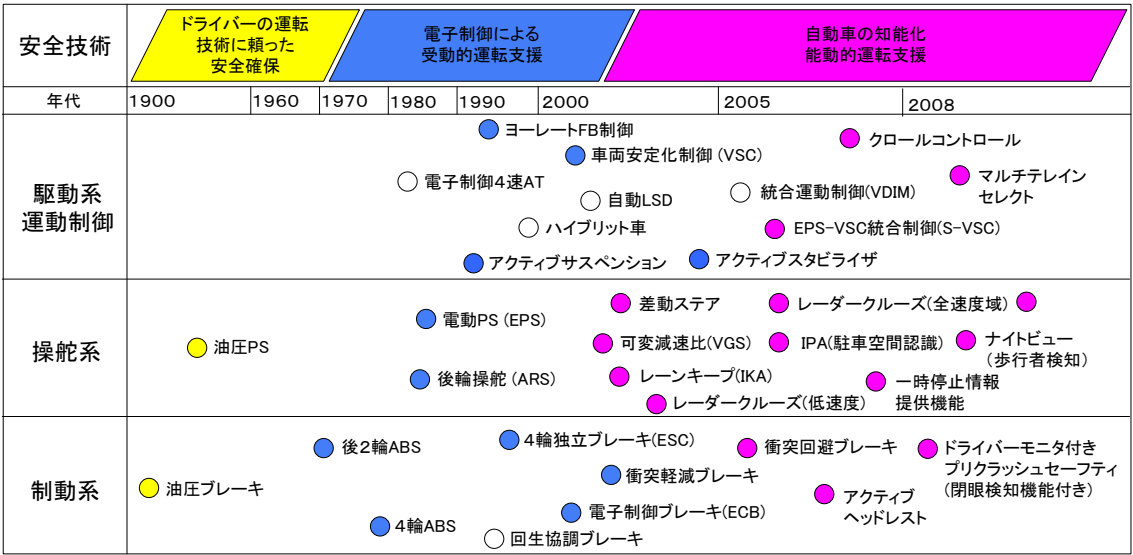 安全技術
ドライバーの運転
技術に頼った
安全確保
電子制御による
受動的運転支援
自動車の知能化
能動的運転支援
年代
1900
1960
1970
1980
1990
2000
2005
2008
駆動系
運動制御
ヨーレートFB制御
車両安定化制御(VSC)
電子制御4速AT
自動LSD
ハイブリット車
アクティブサスペンション
アクティブスタビライザ
統合運動制御(VDIM)
EPS-VSC統合制御(S-VSC)
クロールコントロール
マルチテレイン
セレクト
操舵系
油圧PS
電動PS(EPS)
後輪操舵(ARS)
差動ステア
可変減速比(VGS)
レーンキープ(IKA)
レーダークルーズ(低速度)
レーダークルーズ(全速度域)
IPA(駐車空間認識)
ナイトビュー
(歩行者検知)
一時停止情報
提供機能
制動系
油圧ブレーキ
後2輪ABS
4輪ABS
4輪独立ブレーキ(ESC)
衝突軽減ブレーキ
電子制御ブレーキ(ECB)
回生協調ブレーキ
衝突回避ブレーキ
アクティブ
ヘッドレスト
ドライバーモニタ付き
プリクラッシュセーフティ
(閉眼検知機能付き)